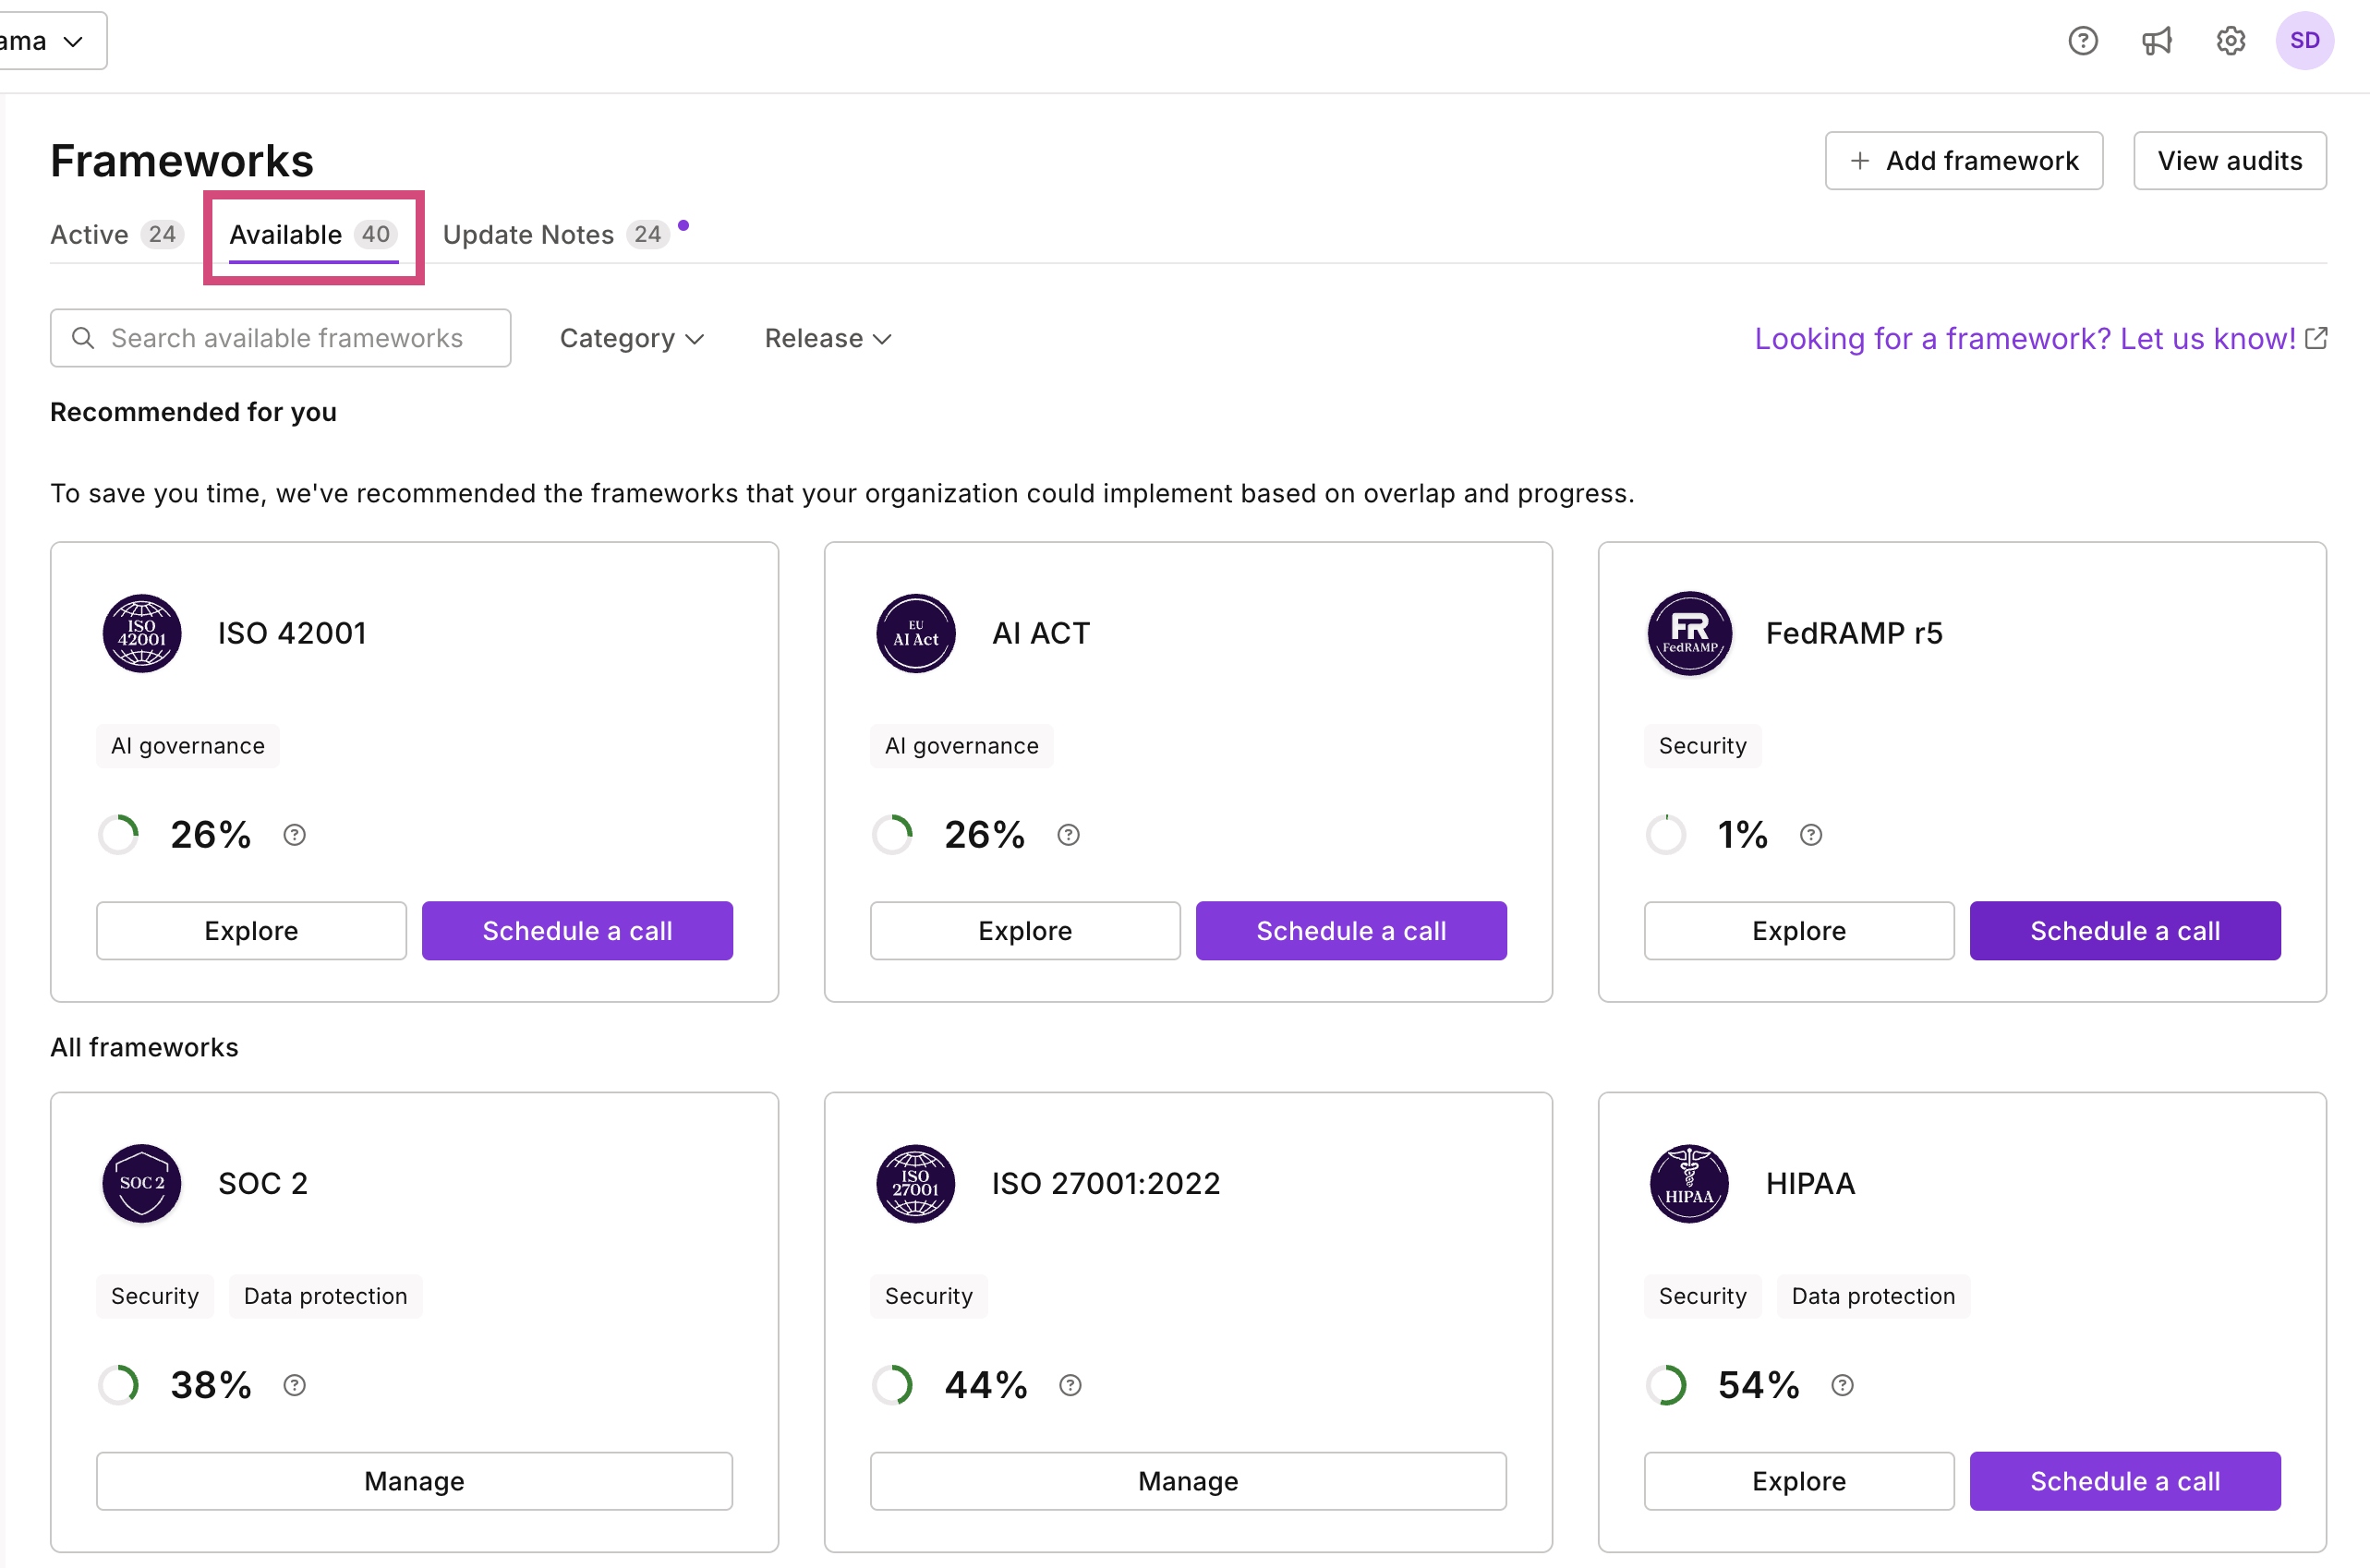 ama
SD
Frameworks
+ Add framework
View audits
Active 24
Available 40
Update Notes 24
Search available frameworks
Category
Release
Looking for a framework? Let us know!
Recommended for you
To save you time, we've recommended the frameworks that your organization could implement based on overlap and progress.
ISO
42001
ISO 42001
EU
AI Act
AI ACT
FR
FedRAMP
FedRAMP r5
AI governance
AI governance
Security
26%
26%
1%
Explore
Schedule a call
Explore
Schedule a call
Explore
Schedule a call
All frameworks
SOC 2
SOC 2
ISO
27001
ISO 27001:2022
HIPAA
HIPAA
Security
Data protection
Security
Security
Data protection
38%
44%
54%
Manage
Manage
Explore
Schedule a call